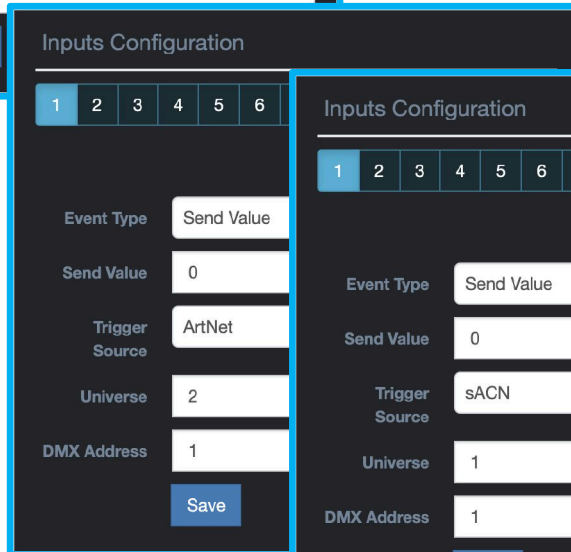 Inputs Configuration
1 2 3 4 5 6
Event Type Send Value
Send Value 0
Trigger Source ArtNet
Universe 2
DMX Address 1
Save
Inputs Configuration
1 2 3 4 5 6
Event Type Send Value
Send Value 0
Trigger Source sACN
Universe 1
DMX Address 1